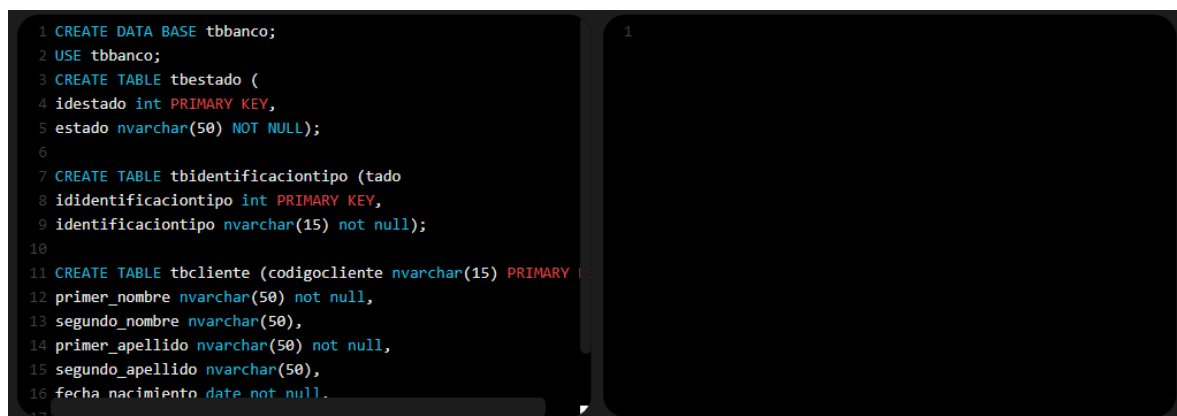 1 CREATE DATA BASE tbbanco;
2 USE tbbanco;
3 CREATE TABLE tbestado (
4 idestado int PRIMARY KEY,
5 estado nvarchar(50) NOT NULL);
6
7 CREATE TABLE tbidentificaciontipo (tado
8 ididentificaciontipo int PRIMARY KEY,
9 identificaciontipo nvarchar(15) not null);
10
11 CREATE TABLE tbcliente (codigocliente nvarchar(15) PRIMARY
12 primer_nombre nvarchar(50) not null,
13 segundo_nombre nvarchar(50),
14 primer_apellido nvarchar(50) not null,
15 segundo_apellido nvarchar(50),
16 fecha_nacimiento date not null,
17
1